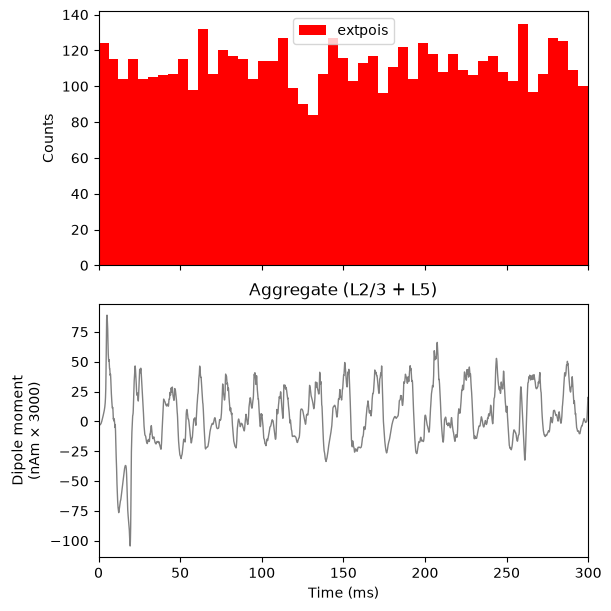 140
120
100
80
60
40
20
0
Counts
extpois
Aggregate (L2/3 + L5)
75
50
25
0
−25
−50
−75
−100
Dipole moment
(nAm × 3000)
0 50 100 150 200 250 300
Time (ms)